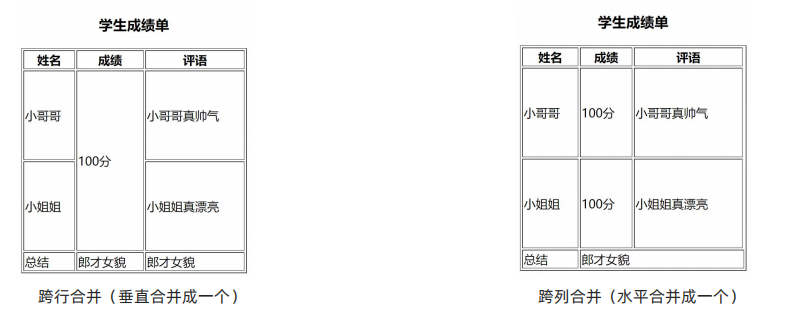 学生成绩单
姓名 成绩 评语
小哥哥 100分 小哥哥真帅气
小姐姐 小姐姐真漂亮
总结 郎才女貌 郎才女貌
跨行合并（垂直合并成一个）
学生成绩单
姓名 成绩 评语
小哥哥 100分 小哥哥真帅气
小姐姐 100分 小姐姐真漂亮
总结 郎才女貌
跨列合并（水平合并成一个）